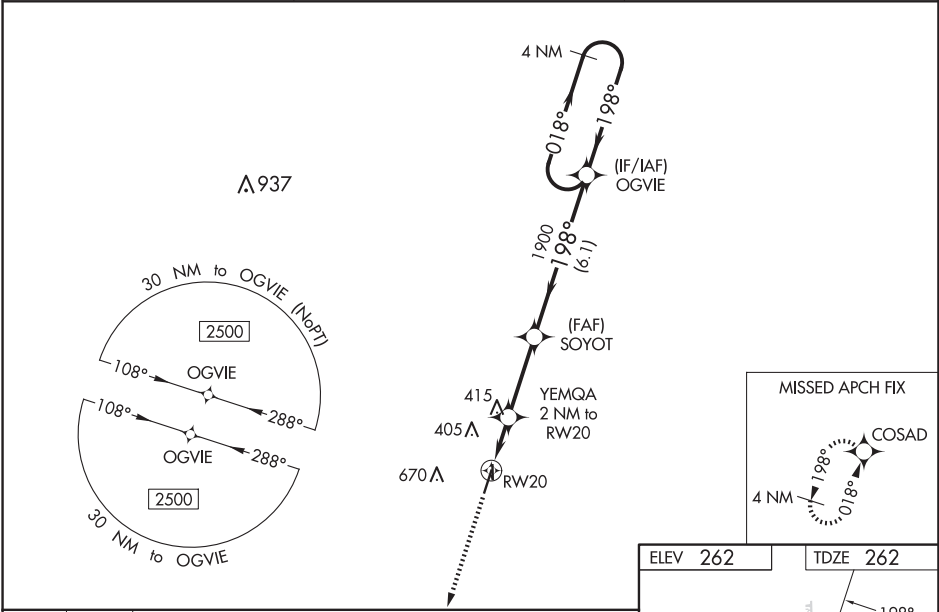 4 NM
018°
198°
(IF/IAF)
OGVIE
937
1900
198°
(6.1)
30 NM to OGVIE (NoPT)
2500
108°
OGVIE
288°
108°
OGVIE
288°
2500
30 NM to OGVIE
(FAF)
SOYOT
415
YEMQA
2 NM to
RW20
405
670
RW20
MISSED APCH FIX
COSAD
198°
018°
4 NM
ELEV 262
TDZE 262
198°